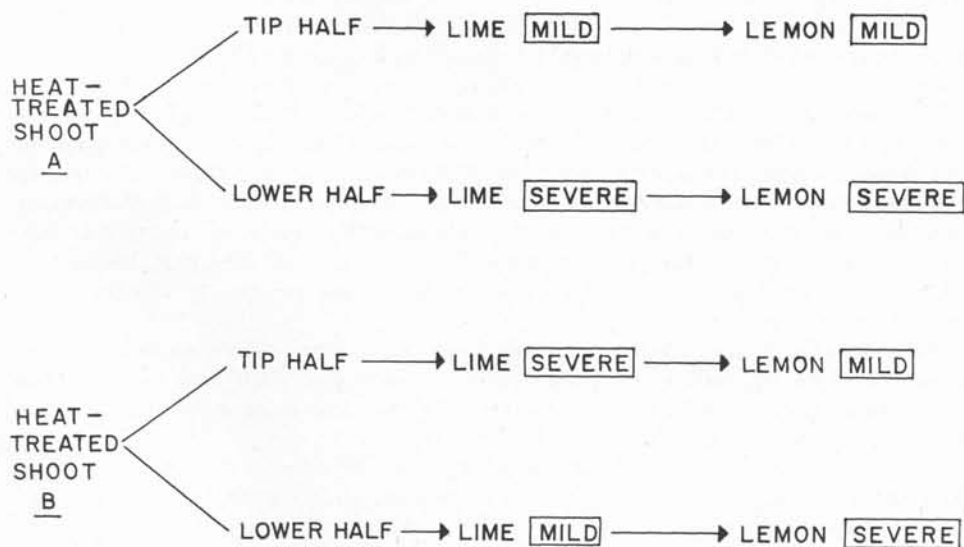 TIP HALF LIME MILD LEMON MILD
HEAT-
TREATED
SHOOT
A
LOWER HALF LIME SEVERE LEMON SEVERE
TIP HALF LIME SEVERE LEMON MILD
HEAT-
TREATED
SHOOT
B
LOWER HALF LIME MILD LEMON SEVERE